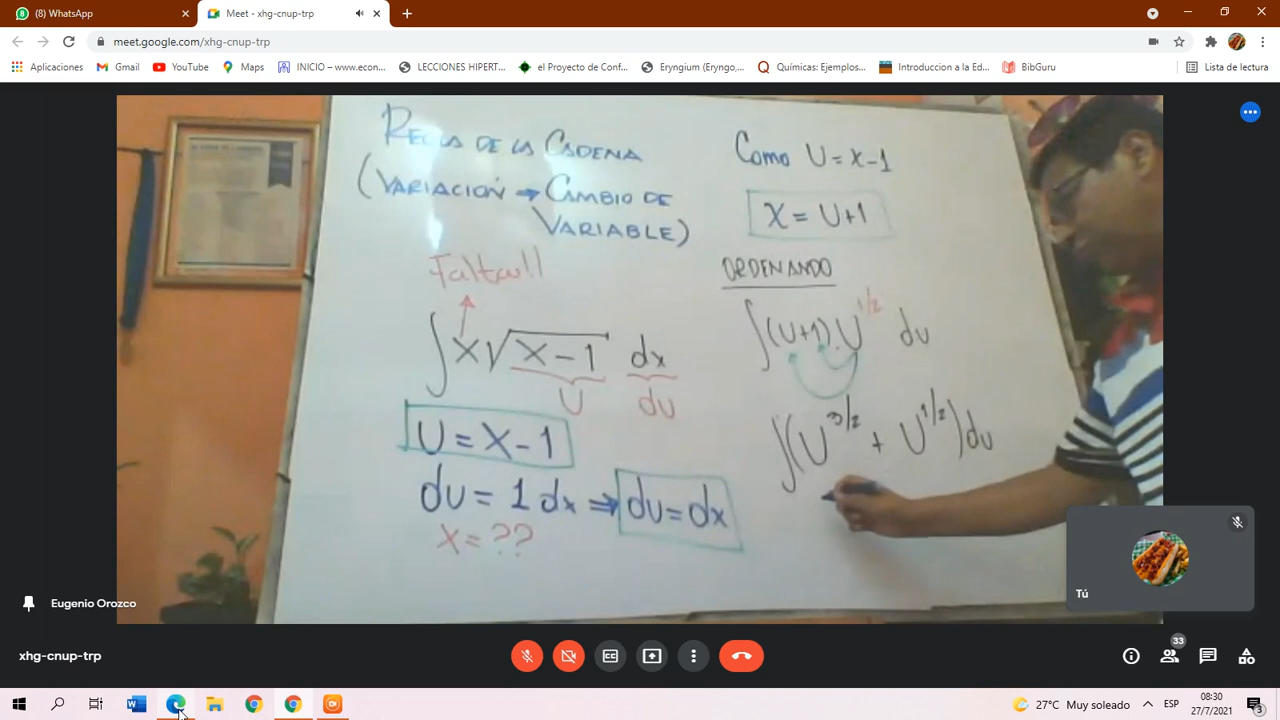 (8) WhatsApp
Meet - xhg-cnup-trp
meet.google.com/xhg-cnup-trp
Aplicaciones
Gmail
YouTube
Maps
INICIO – www.econ...
LECCIONES HIPERT...
el Proyecto de Conf...
Eryngium (Eryngo,...
Químicas: Ejemplos...
Introduccion a la Ed...
BibGuru
Lista de lectura
REGLA DE LA CADENA
(VARIACIÓN → CAMBIO DE
VARIABLE)
Falta!!
∫ x √x-1 dx
U du
U = X-1
du = 1 dx ⇒ du = dx
X = ??
Como U = x-1
X = U+1
ORDENANDO
∫(U+1) · U^1/2 du
∫(U^3/2 + U^1/2) du
Eugenio Orozco
Tú
xhg-cnup-trp
33
27°C Muy soleado
ESP
08:30
27/7/2021
3